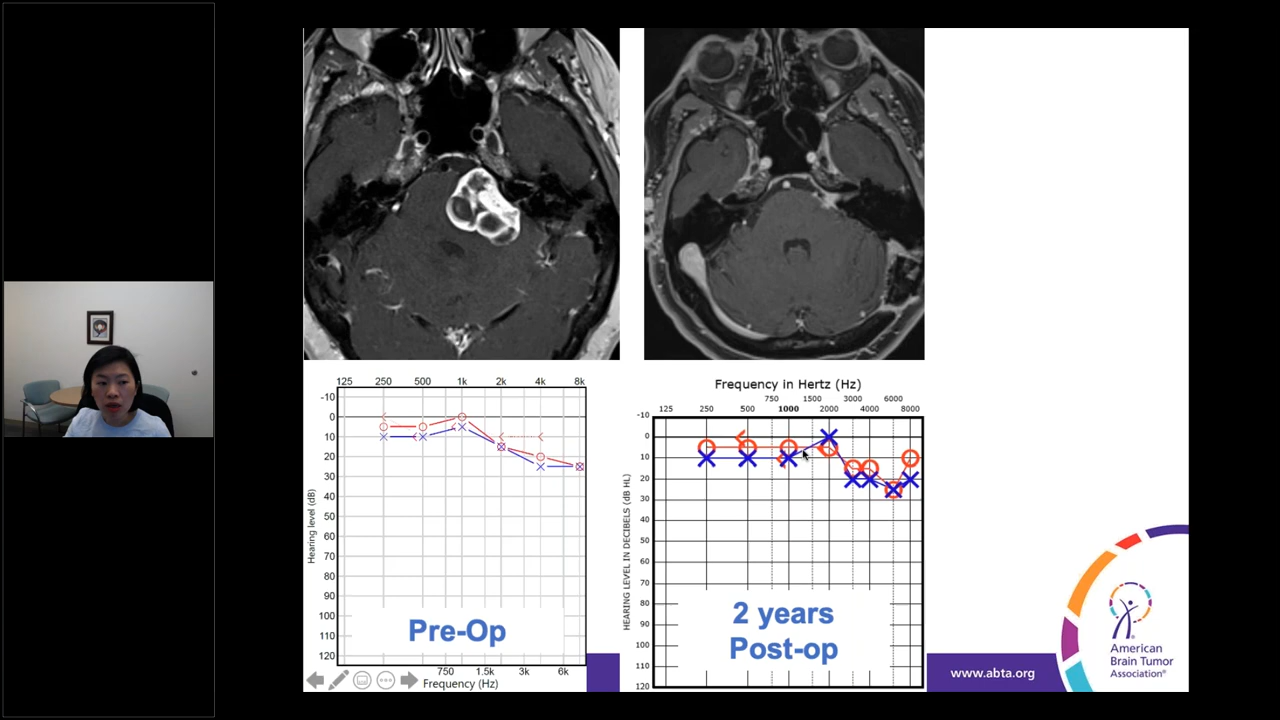 125 250 500 1k 2k 4k 8k
-10
0
10
20
30
40
50
60
70
80
90
100
110
120
Hearing level (dB)
Pre-Op
750 1.5k 3k 6k
Frequency (Hz)
Frequency in Hertz (Hz)
750 1500 3000 6000
125 250 500 1000 2000 4000 8000
-10
0
10
20
30
40
50
60
70
80
90
100
110
120
HEARING LEVEL IN DECIBELS (dB HL)
2 years
Post-op
www.abta.org
American
Brain Tumor
Association®